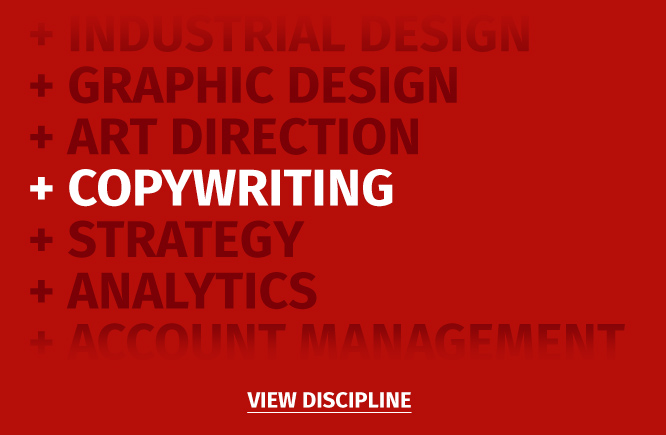 + INDUSTRIAL DESIGN
+ GRAPHIC DESIGN
+ ART DIRECTION
+ COPYWRITING
+ STRATEGY
+ ANALYTICS
+ ACCOUNT MANAGEMENT
VIEW DISCIPLINE